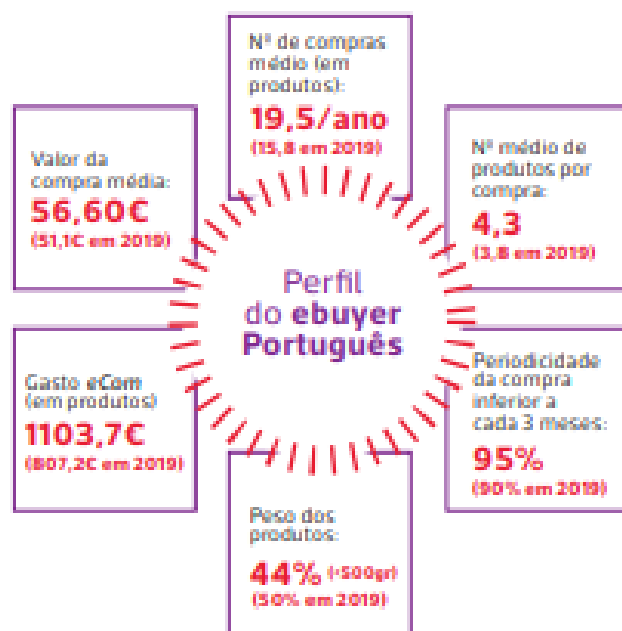 Nº de compras
médio (em
produtos):
19,5/ano
(15,8 em 2019)
Valor da
compra média:
56,60€
(51,1€ em 2019)
Nº médio de
produtos por
compra:
4,3
(3,8 em 2019)
Perfil
do ebuyer
Português
Gasto eCom
(em produtos)
1103,7€
(807,2€ em 2019)
Periodicidade
da compra
inferior a
cada 3 meses:
95%
(90% em 2019)
Peso dos
produtos:
44%
(50% em 2019)